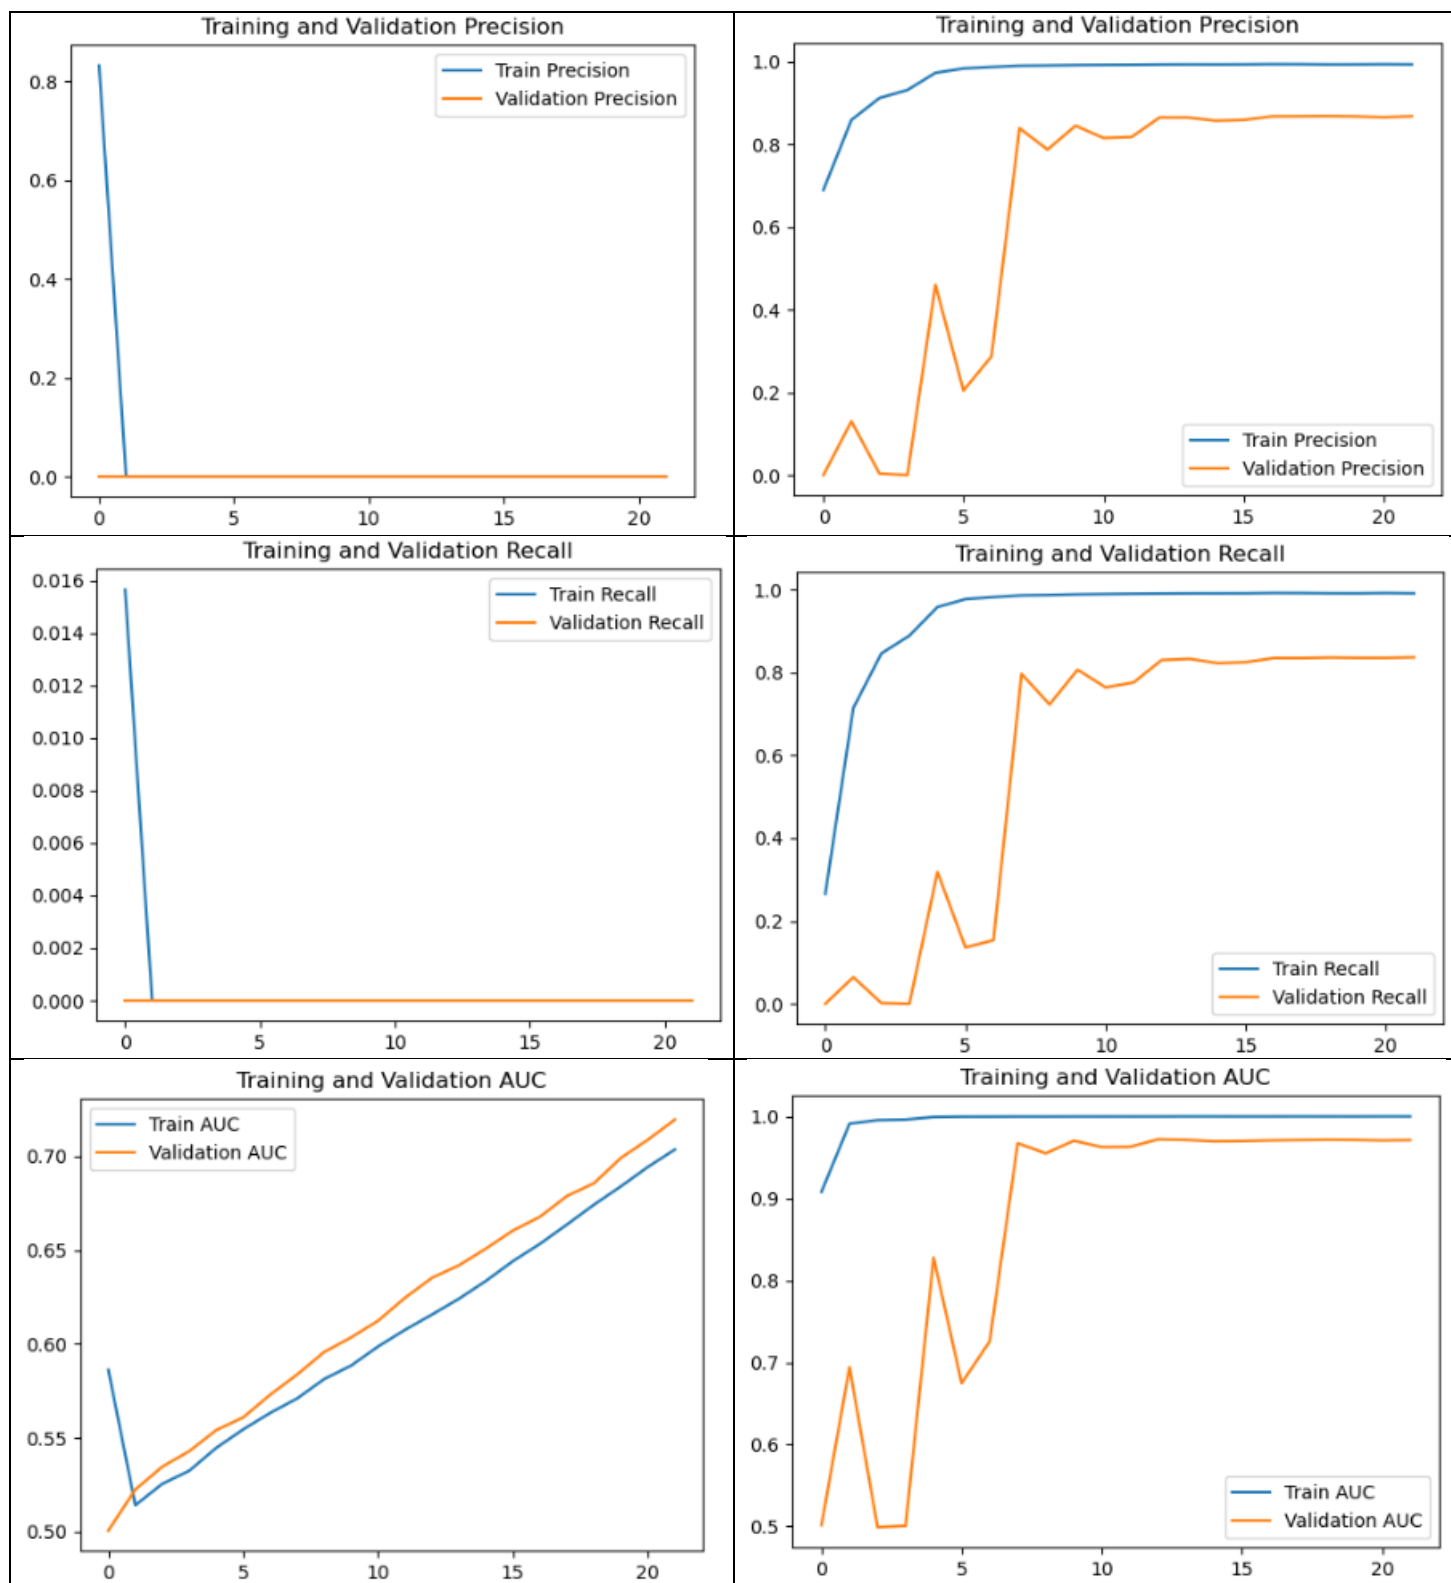 Training and Validation Precision
Train Precision
Validation Precision
0.8
0.6
0.4
0.2
0.0
0 5 10 15 20
Training and Validation Precision
1.0
0.8
0.6
0.4
0.2
0.0
Train Precision
Validation Precision
0 5 10 15 20
Training and Validation Recall
Train Recall
Validation Recall
0.016
0.014
0.012
0.010
0.008
0.006
0.004
0.002
0.000
0 5 10 15 20
Training and Validation Recall
1.0
0.8
0.6
0.4
0.2
0.0
Train Recall
Validation Recall
0 5 10 15 20
Training and Validation AUC
Train AUC
Validation AUC
0.70
0.65
0.60
0.55
0.50
0 5 10 15 20
Training and Validation AUC
1.0
0.9
0.8
0.7
0.6
0.5
Train AUC
Validation AUC
0 5 10 15 20